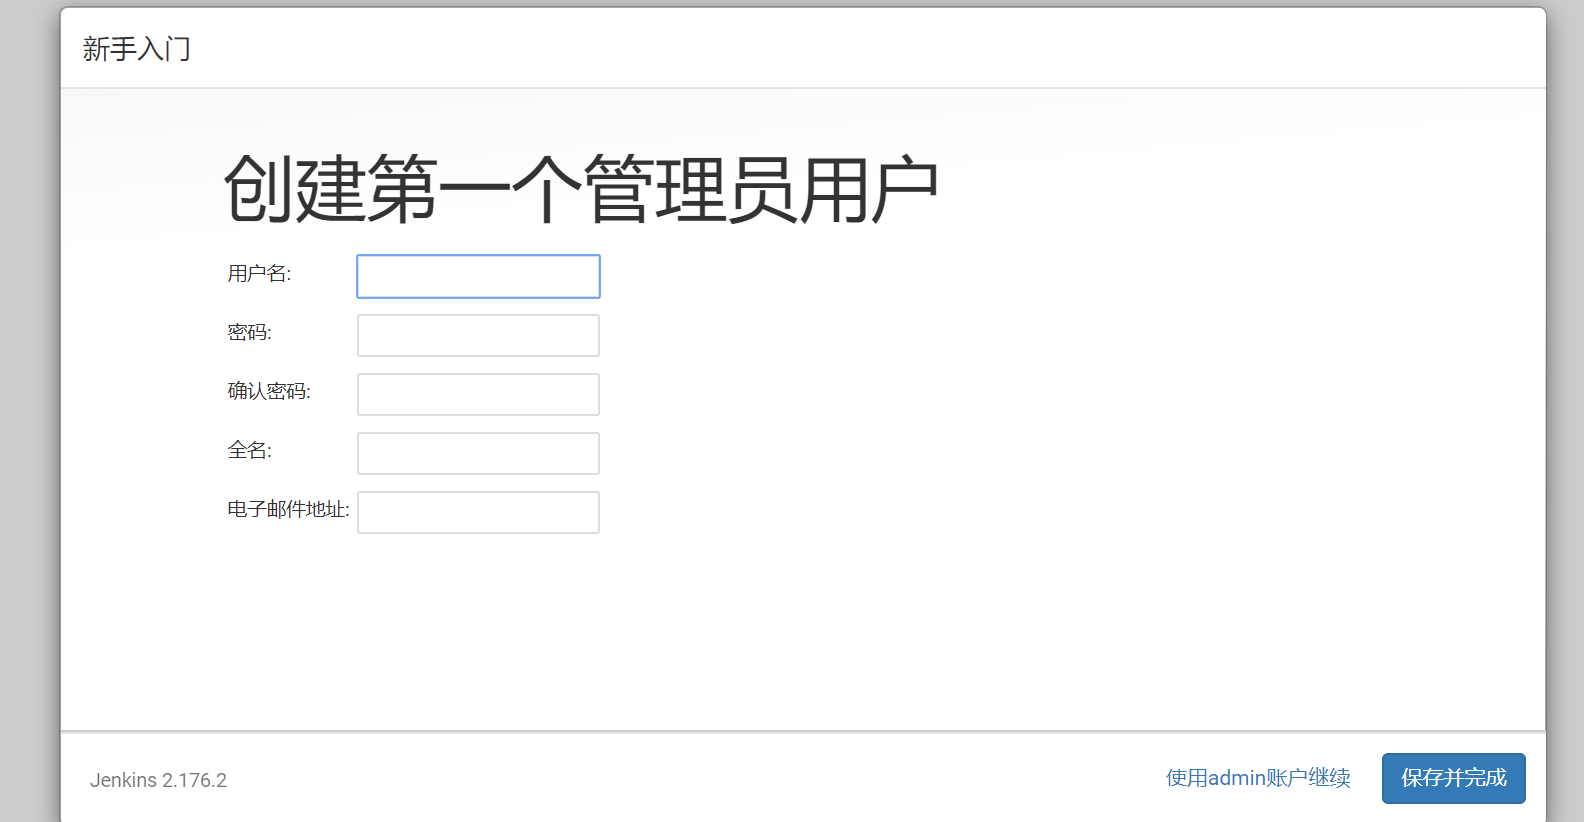 新手入门
创建第一个管理员用户
用户名:
密码:
确认密码:
全名:
电子邮件地址:
Jenkins 2.176.2
使用admin账户继续
保存并完成